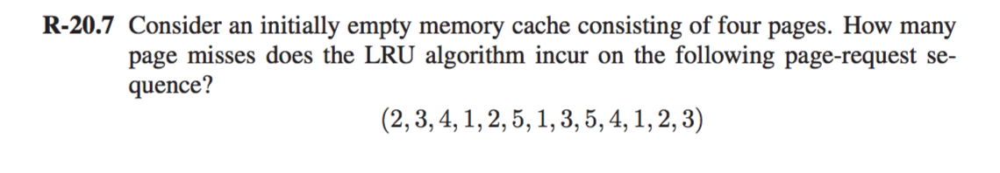 R-20.7 Consider an initially empty memory cache consisting of four pages. How many
page misses does the LRU algorithm incur on the following page-request se-
quence?
(2, 3, 4, 1, 2, 5, 1, 3, 5, 4, 1, 2, 3)